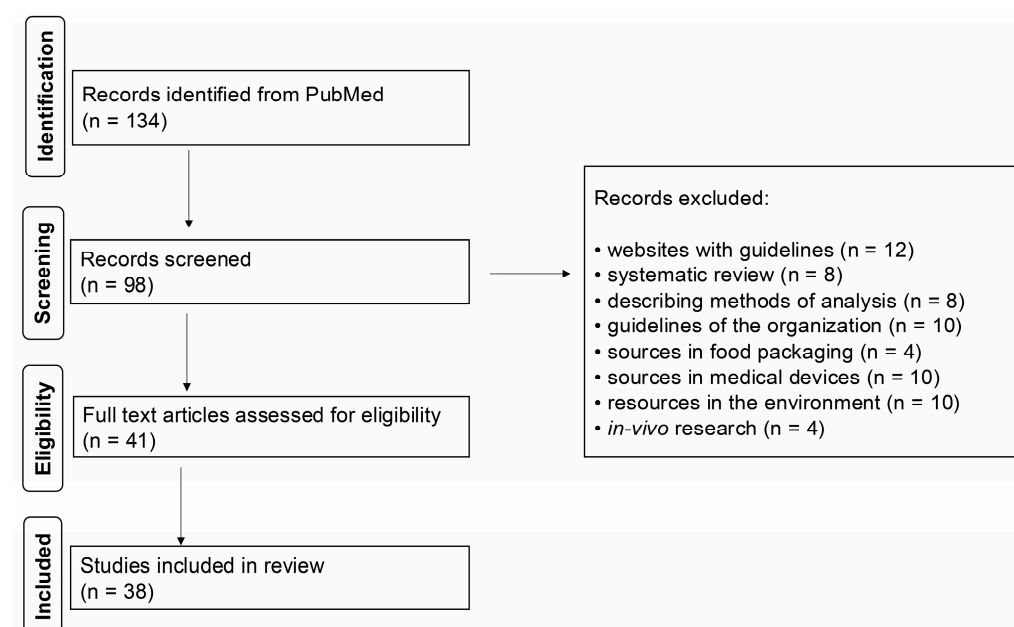 Identification
Records identified from PubMed
(n = 134)
Screening
Records screened
(n = 98)
Records excluded:
• websites with guidelines (n = 12)
• systematic review (n = 8)
• describing methods of analysis (n = 8)
• guidelines of the organization (n = 10)
• sources in food packaging (n = 4)
• sources in medical devices (n = 10)
• resources in the environment (n = 10)
• in-vivo research (n = 4)
Eligibility
Full text articles assessed for eligibility
(n = 41)
Included
Studies included in review
(n = 38)